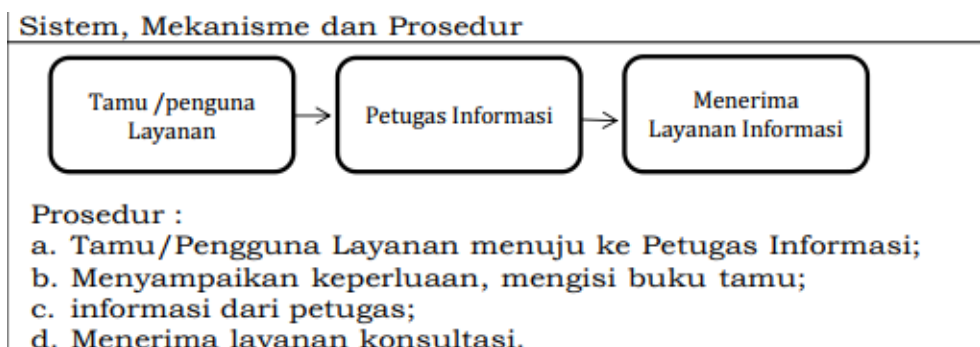 Sistem, Mekanisme dan Prosedur
Tamu /penguna
Layanan
Petugas Informasi
Menerima
Layanan Informasi
Prosedur :
a. Tamu/Pengguna Layanan menuju ke Petugas Informasi;
b. Menyampaikan keperluaan, mengisi buku tamu;
c. informasi dari petugas;
d. Menerima layanan konsultasi.